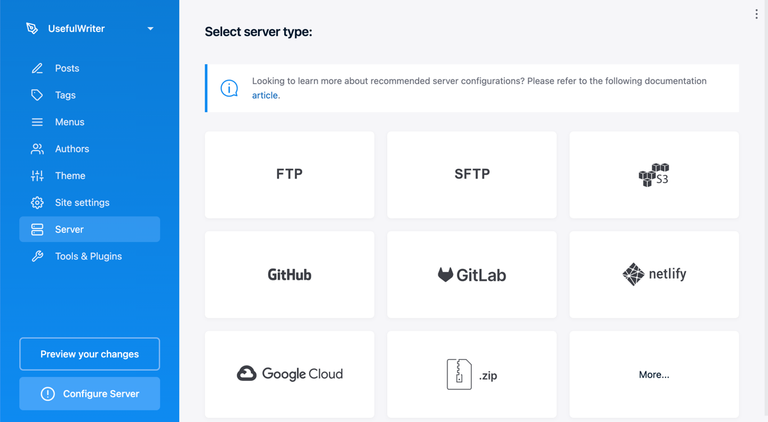 UsefulWriter
Posts
Tags
Menus
Authors
Theme
Site settings
Server
Tools & Plugins
Preview your changes
Configure Server
Select server type:
Looking to learn more about recommended server configurations? Please refer to the following documentation
article.
FTP
SFTP
S3
GitHub
GitLab
netlify
Google Cloud
.zip
More...